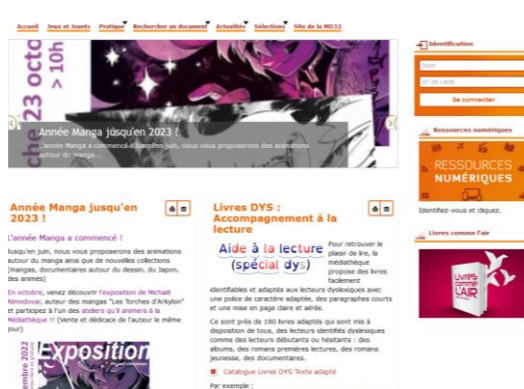 Accueil Jeux et Jouets Pratique Rechercher un document Actualités Sélections Site de la MD32
che 23 octo
> 10h
Année Manga jusqu'en 2023 !
L'année Manga a commencé ! Jusqu'en juin, nous vous proposerons des animations
autour du manga...
Année Manga jusqu'en
2023 !
L'année Manga a commencé !
Jusqu'en juin, nous vous proposerons des animations
autour du manga ainsi que de nouvelles collections
(mangas, documentaires autour du dessin, du Japon,
des animés)
En octobre, venez découvrir l'exposition de Michaël
Almodovar, auteur des mangas "Les Torches d'Arkylon"
et participez à l'un des ateliers qu'il animera à la
Médiathèque !! (Vente et dédicace de l'auteur le même
jour)
embre 2022
Exposition
Livres DYS :
Accompagnement à la
lecture
Aide à la lecture
(spécial dys)
Pour retrouver le
plaisir de lire, la
médiathèque
propose des livres
facilement
identifiables et adaptés aux lecteurs dyslexiques avec
une police de caractère adaptée, des paragraphes courts
et une mise en page claire et aérée.
Ce sont près de 180 livres adaptés qui sont mis à
disposition de tous, des lecteurs identifiés dyslexiques
comme des lecteurs débutants ou hésitants : des
albums, des romans premières lectures, des romans
jeunesse, des documentaires.
Catalogue Livres DYS Texte adapté
Par exemple :
Identification
Nom
N° de carte
Se connecter
Ressources numériques
RESSOURCES
NUMÉRIQUES
Identifiez-vous et cliquez.
Livres comme l'air
LIVRES
COMME
L'AIR